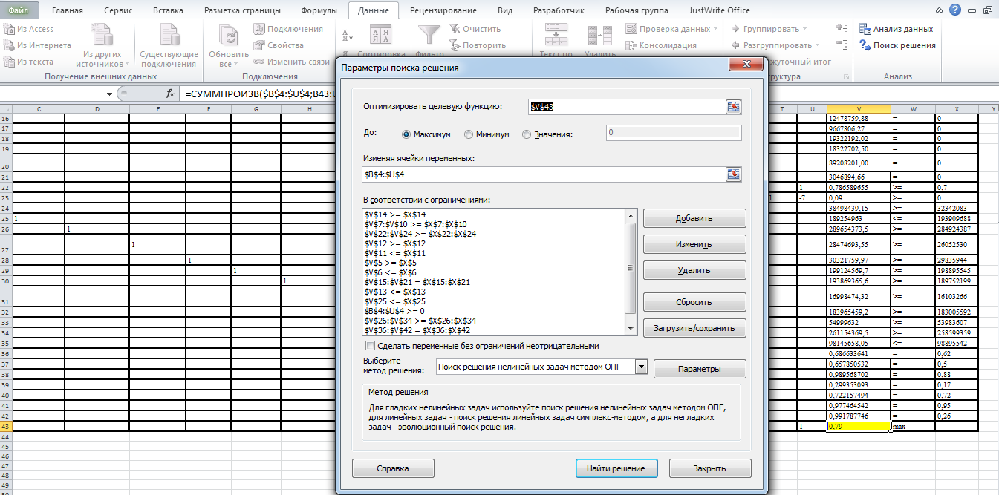 Файл Главная Сервис Вставка Разметка страницы Формулы Данные Рецензирование Вид Разработчик Рабочая группа JustWrite Office
Из Access
Из Интернета
Из текста
Из других источников
Существующие подключения
Получение внешних данных
Обновить все
Подключения
Свойства
Изменить связи
Подключения
Сортировка
Фильтр
Очистить
Повторить
Текст по
Удалить
Проверка данных
Консолидация
Группировать
Разгруппировать
жуточный итог
руктура
Анализ данных
Поиск решения
Анализ
fx =СУММПРОИЗВ($B$4:$U$4;B43:U
C D E F G H T U V W X Y
Параметры поиска решения
Оптимизировать целевую функцию: $V$43
До: Максимум Минимум Значения: 0
Изменяя ячейки переменных:
$B$4:$U$4
В соответствии с ограничениями:
$V$14 >= $X$14
$V$7:$V$10 >= $X$7:$X$10
$V$22:$V$24 >= $X$22:$X$24
$V$12 >= $X$12
$V$11 <= $X$11
$V$5 >= $X$5
$V$6 <= $X$6
$V$15:$V$21 = $X$15:$X$21
$V$13 <= $X$13
$V$25 <= $X$25
$B$4:$U$4 >= 0
$V$26:$V$34 >= $X$26:$X$34
$V$36:$V$42 = $X$36:$X$42
Добавить
Изменить
Удалить
Сбросить
Загрузить/сохранить
Сделать переменные без ограничений неотрицательными
Выберите
метод решения:
Поиск решения нелинейных задач методом ОПГ
Параметры
Метод решения
Для гладких нелинейных задач используйте поиск решения нелинейных задач методом ОПГ,
для линейных задач - поиск решения линейных задач симплекс-методом, а для негладких
задач - эволюционный поиск решения.
Справка
Найти решение
Закрыть
16 12478759,88 = 0
17 9667806,27 = 0
18 19322192,02 = 0
19 18322702,50 = 0
20 89208201,00 = 0
21 3046894,66 = 0
22 1 0,786589655 >= 0,7
23 1 -7 0,09 >= 0
24 38498439,15 >= 32342083
25 1 189254963 <= 193909688
26 1 289654373,5 >= 284924387
27 1 28474693,55 >= 26052530
28 1 30321759,97 >= 29835944
29 1 199124569,7 >= 198895545
30 1 193869365,6 >= 189752199
31 16998474,32 >= 16103266
32 183965459,2 >= 183005592
33 54999632 >= 53983607
34 261154369,5 >= 258599359
35 98145658,05 <= 98895542
36 0,686633641 = 0,62
37 0,657850532 = 0,5
38 0,989568702 = 0,88
39 0,299353093 = 0,17
40 0,722157494 = 0,72
41 0,977464542 = 0,95
42 0,991787746 = 0,26
43 1 0,79 max
44
45
46
47
48
49